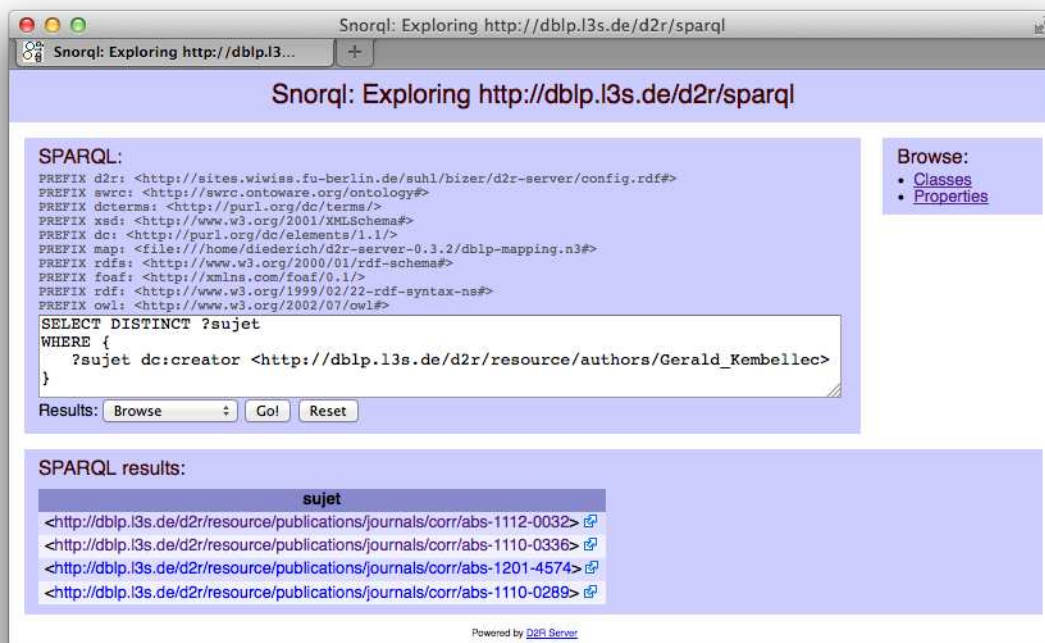 Snorql: Exploring http://dblp.l3s.de/d2r/sparql
Snorql: Exploring http://dblp.l3...
Snorql: Exploring http://dblp.l3s.de/d2r/sparql
SPARQL:
PREFIX d2r: <http://sites.wiwiss.fu-berlin.de/suhl/bizer/d2r-server/config.rdf#>
PREFIX swrc: <http://swrc.ontoware.org/ontology#>
PREFIX dcterms: <http://purl.org/dc/terms/>
PREFIX xsd: <http://www.w3.org/2001/XMLSchema#>
PREFIX dc: <http://purl.org/dc/elements/1.1/>
PREFIX map: <file:///home/diederich/d2r-server-0.3.2/dblp-mapping.n3#>
PREFIX rdfs: <http://www.w3.org/2000/01/rdf-schema#>
PREFIX foaf: <http://xmlns.com/foaf/0.1/>
PREFIX rdf: <http://www.w3.org/1999/02/22-rdf-syntax-ns#>
PREFIX owl: <http://www.w3.org/2002/07/owl#>
SELECT DISTINCT ?sujet
WHERE {
?sujet dc:creator <http://dblp.l3s.de/d2r/resource/authors/Gerald_Kembellec>
}
Results: Browse Go! Reset
Browse:
• Classes
• Properties
SPARQL results:
sujet
<http://dblp.l3s.de/d2r/resource/publications/journals/corr/abs-1112-0032>
<http://dblp.l3s.de/d2r/resource/publications/journals/corr/abs-1110-0336>
<http://dblp.l3s.de/d2r/resource/publications/journals/corr/abs-1201-4574>
<http://dblp.l3s.de/d2r/resource/publications/journals/corr/abs-1110-0289>
Powered by D2R Server